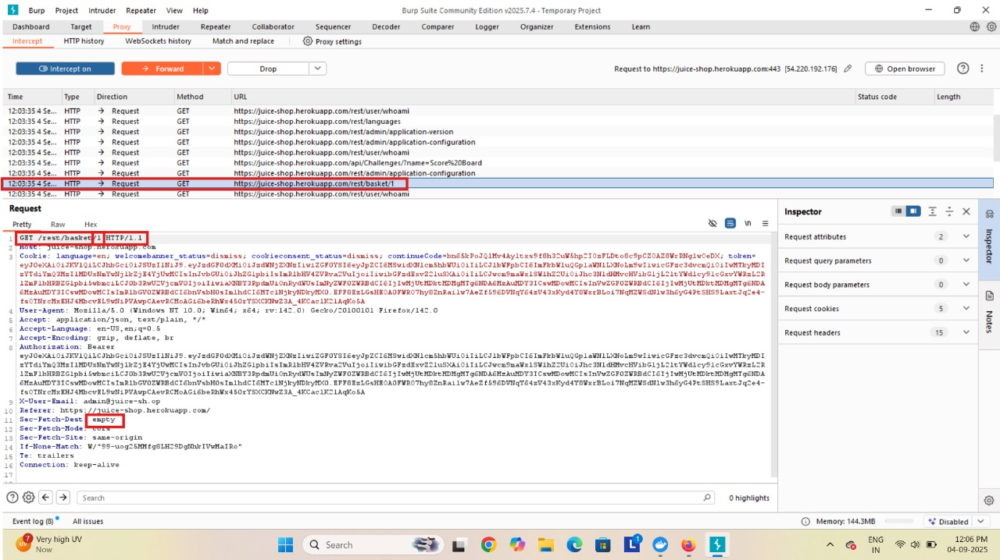 Burp Project Intruder Repeater View Help
Burp Suite Community Edition v2025.7.4 - Temporary Project
Dashboard Target Proxy Intruder Repeater Collaborator Sequencer Decoder Comparer Logger Organizer Extensions Learn
Intercept HTTP history WebSockets history Match and replace Proxy settings
Intercept on Forward Drop Request to https://juice-shop.herokuapp.com:443 [54.220.192.176] Open browser
Time Type Direction Method URL Status code Length
12:03:35 4 Se... HTTP → Request GET https://juice-shop.herokuapp.com/rest/user/whoami
12:03:35 4 Se... HTTP → Request GET https://juice-shop.herokuapp.com/rest/languages
12:03:35 4 Se... HTTP → Request GET https://juice-shop.herokuapp.com/rest/admin/application-version
12:03:35 4 Se... HTTP → Request GET https://juice-shop.herokuapp.com/rest/admin/application-configuration
12:03:35 4 Se... HTTP → Request GET https://juice-shop.herokuapp.com/rest/user/whoami
12:03:35 4 Se... HTTP → Request GET https://juice-shop.herokuapp.com/api/Challenges/?name=Score%20Board
12:03:35 4 Se... HTTP → Request GET https://juice-shop.herokuapp.com/rest/admin/application-configuration
12:03:35 4 Se... HTTP → Request GET https://juice-shop.herokuapp.com/rest/basket/1
12:03:35 4 Se... HTTP → Request GET https://juice-shop.herokuapp.com/rest/user/whoami
Request
Pretty Raw Hex
\n
1 GET /rest/basket/1 HTTP/1.1
2 Host: juice-shop.herokuapp.com
3 Cookie: language=en; welcomebanner_status=dismiss; cookieconsent_status=dismiss; token=
4 User-Agent: Mozilla/5.0 (Windows NT 10.0; Win64; x64; rv:142.0) Gecko/20100101 Firefox/142.0
5 Accept: application/json, text/plain, */*
6 Accept-Language: en-US,en;q=0.5
7 Accept-Encoding: gzip, deflate, br
8 Authorization: Bearer
9 X-User-Email: admin@juice-sh.op
10 Referer: https://juice-shop.herokuapp.com/
11 Sec-Fetch-Dest: empty
12 Sec-Fetch-Mode: cors
13 Sec-Fetch-Site: same-origin
14 If-None-Match:
15 Te: trailers
16 Connection: keep-alive
17
Inspector
Request attributes 2
Request query parameters 0
Request body parameters 0
Request cookies 5
Request headers 15
Inspector
Notes
Search 0 highlights
Event log (8) All issues Memory: 144.3MB Disabled
7
UV
Very high UV
Now
Search
L
1
ENG
IN
12:06 PM
04-09-2025